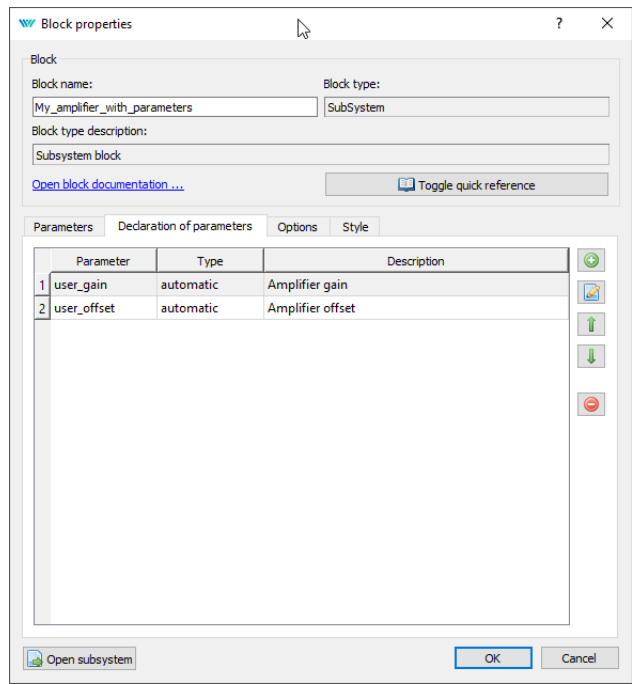 Block properties ? ×
Block
Block name: Block type:
My_amplifier_with_parameters SubSystem
Block type description:
Subsystem block
Open block documentation ... Toggle quick reference
Parameters Declaration of parameters Options Style
Parameter Type Description
1 user_gain automatic Amplifier gain
2 user_offset automatic Amplifier offset
Open subsystem OK Cancel